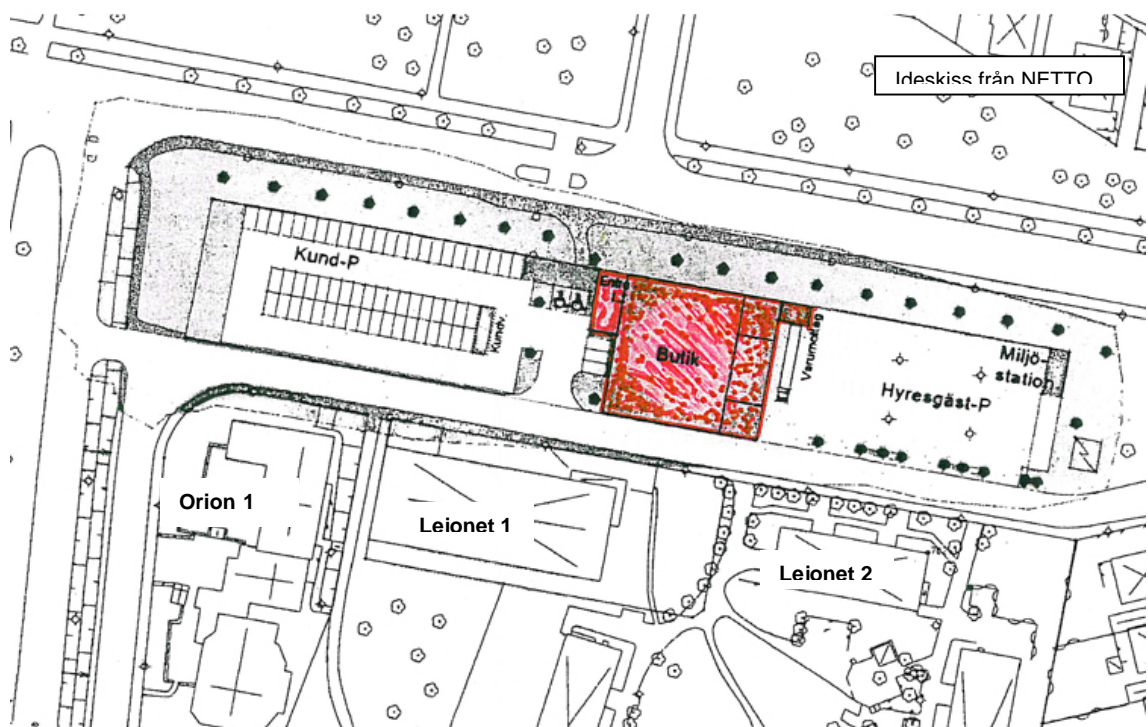 Ideskiss från NETTO
Kund-P
Entré
Kundv.
Butik
Varumottag
Miljö-
station
Hyresgäst-P
Orion 1
Leionet 1
Leionet 2